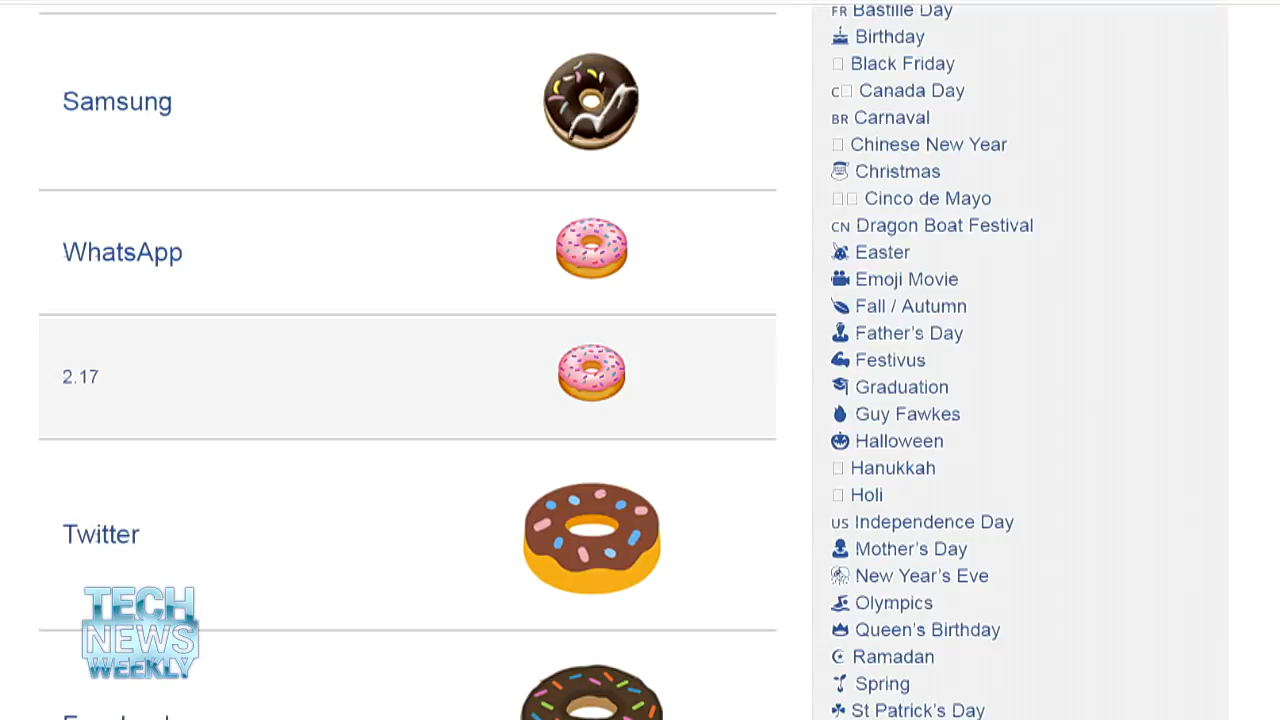 Samsung
WhatsApp
2.17
Twitter
TECH
NEWS
WEEKLY
FR Bastille Day
Birthday
Black Friday
C Canada Day
BR Carnaval
Chinese New Year
Christmas
Cinco de Mayo
CN Dragon Boat Festival
Easter
Emoji Movie
Fall / Autumn
Father's Day
Festivus
Graduation
Guy Fawkes
Halloween
Hanukkah
Holi
US Independence Day
Mother's Day
New Year's Eve
Olympics
Queen's Birthday
Ramadan
Spring
St Patrick's Day